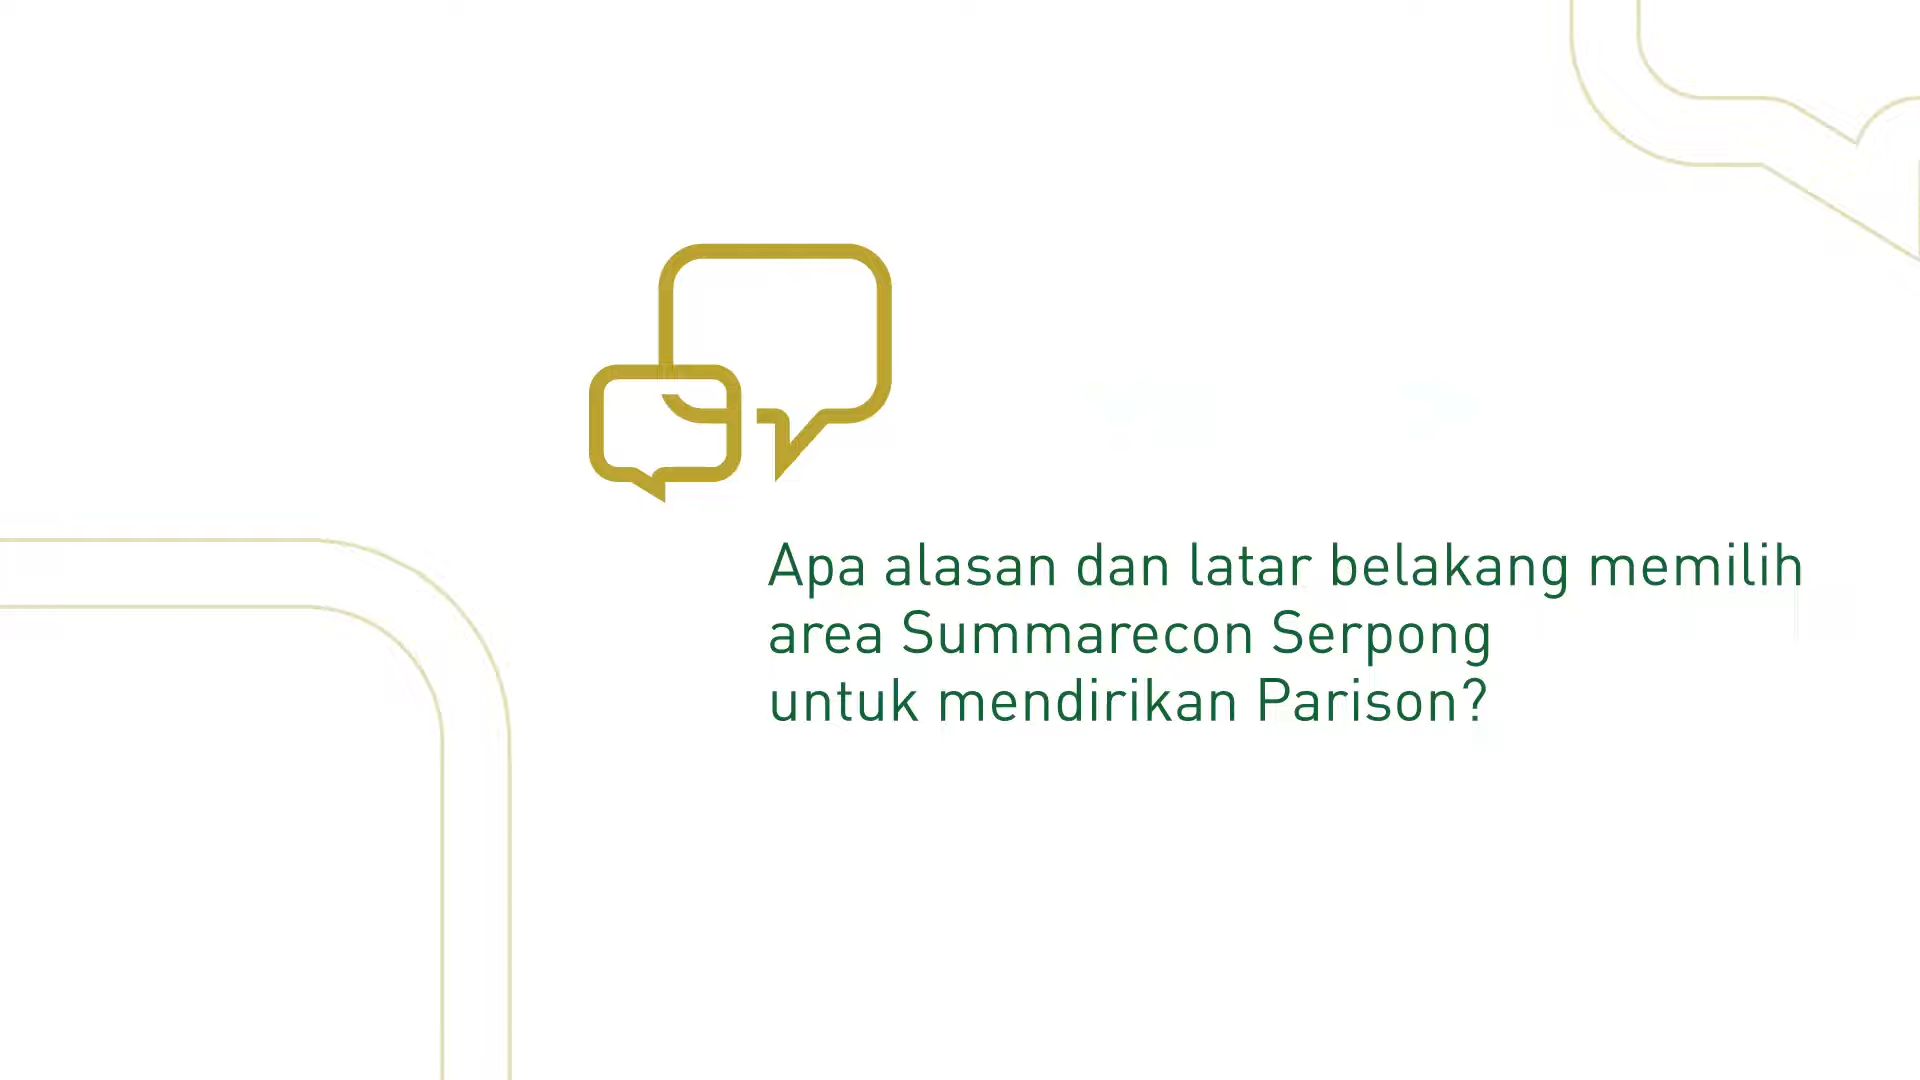 Apa alasan dan latar belakang memilih
area Summarecon Serpong
untuk mendirikan Parison?